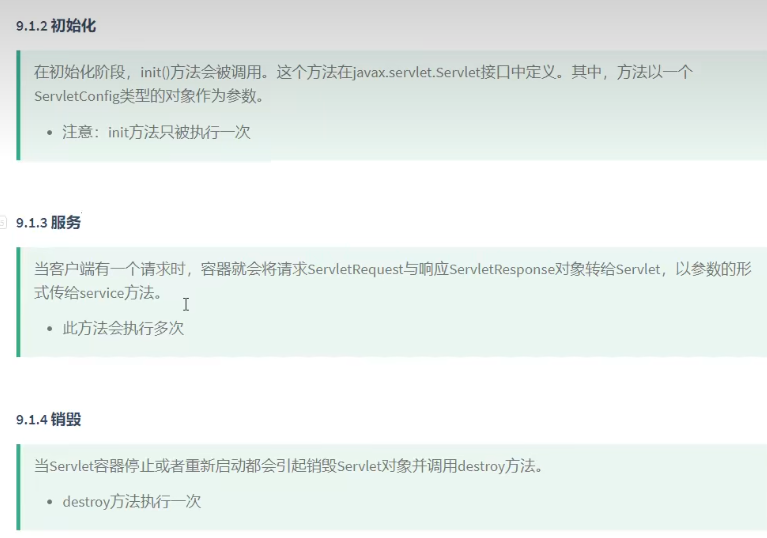 9.1.2 初始化
在初始化阶段，init()方法会被调用。这个方法在javax.servlet.Servlet接口中定义。其中，方法以一个
ServletConfig类型的对象作为参数。
• 注意：init方法只被执行一次
9.1.3 服务
当客户端有一个请求时，容器就会将请求ServletRequest与响应ServletResponse对象转给Servlet，以参数的形
式传给service方法。
• 此方法会执行多次
9.1.4 销毁
当Servlet容器停止或者重新启动都会引起销毁Servlet对象并调用destroy方法。
• destroy方法执行一次